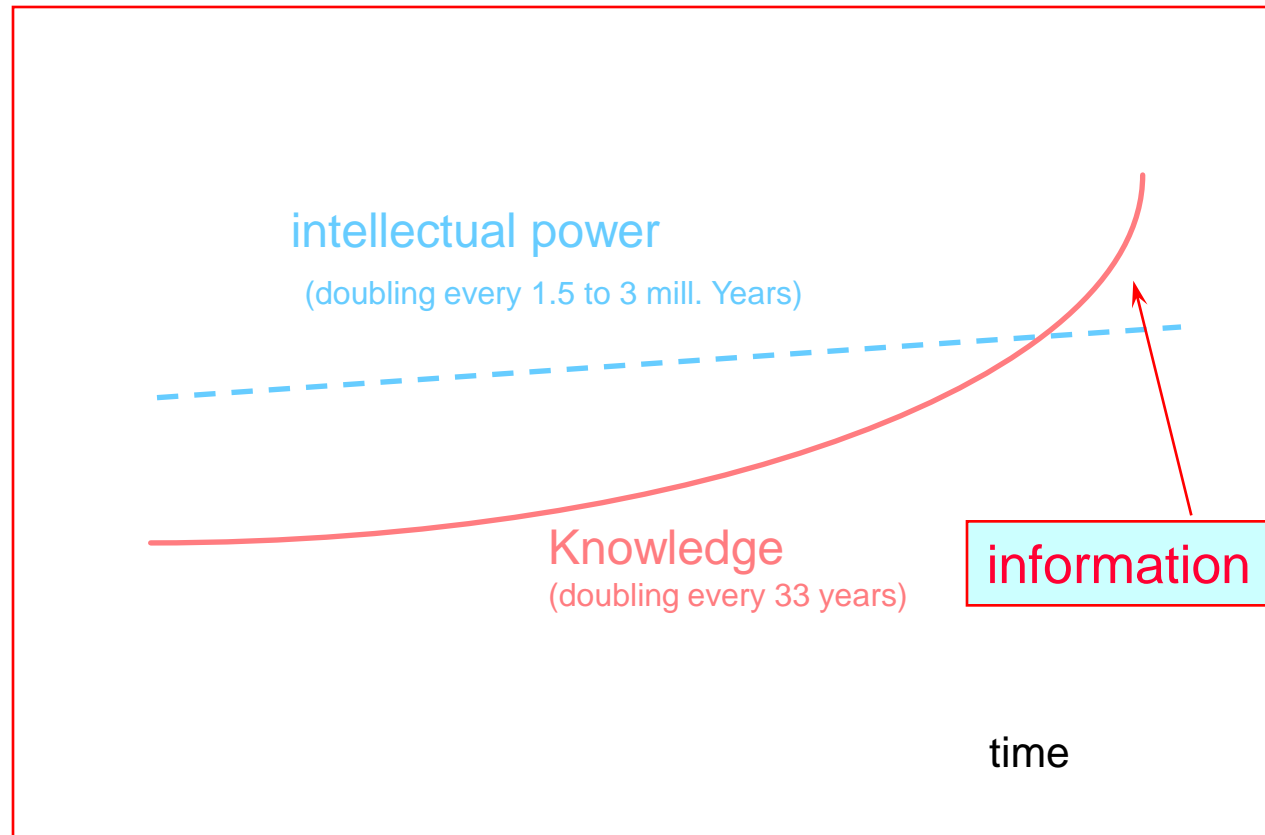 intellectual power
(doubling every 1.5 to 3 mill. Years)
Knowledge
(doubling every 33 years)
information
time